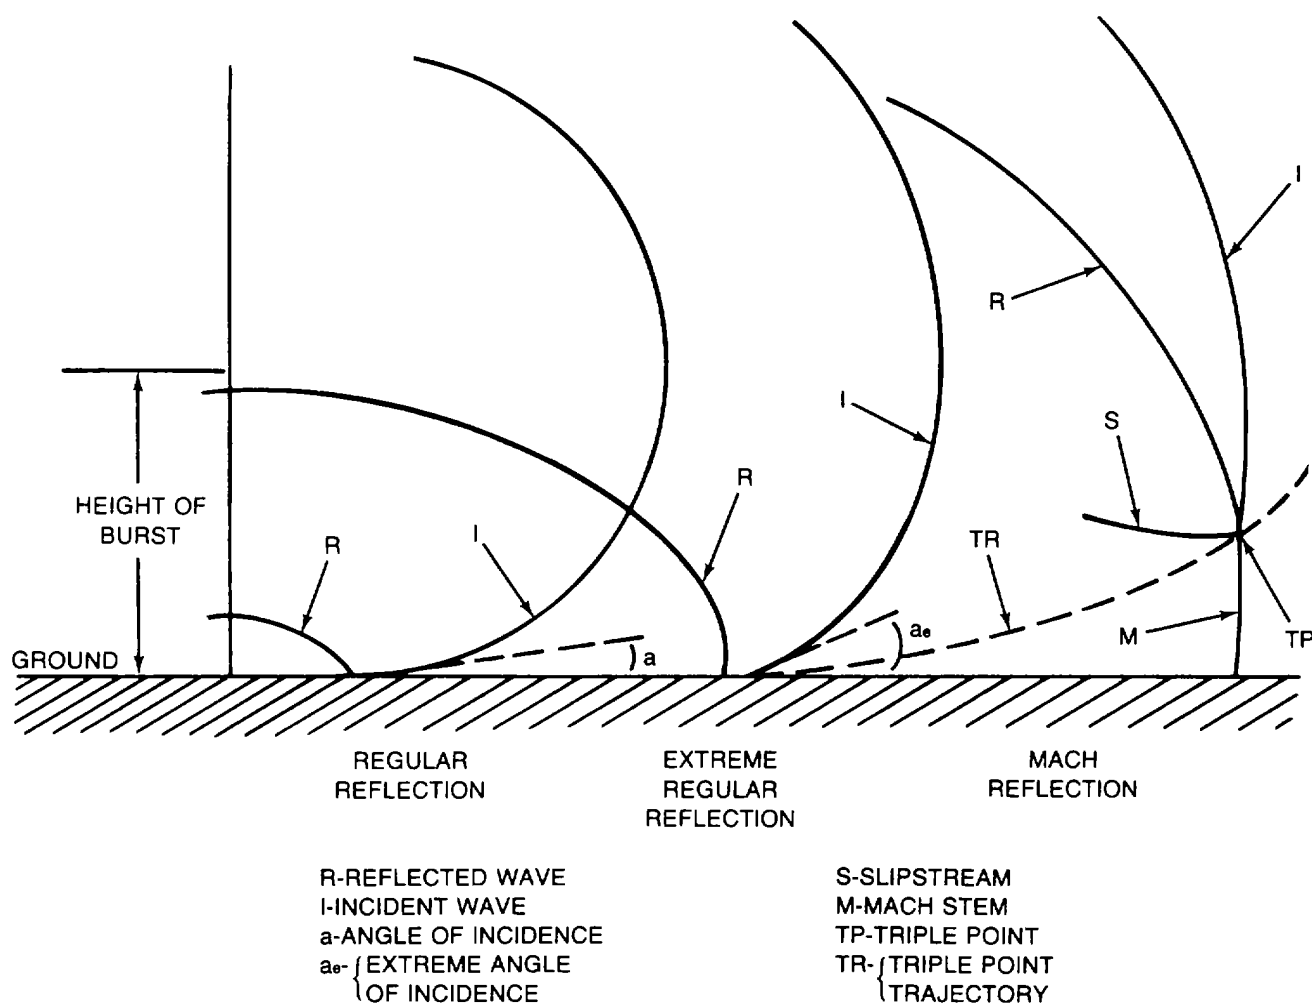 I
R
I
S
HEIGHT OF
BURST
R
I
R
TR
a
aₑ
M
TP
GROUND
REGULAR
REFLECTION
EXTREME
REGULAR
REFLECTION
MACH
REFLECTION
R-REFLECTED WAVE
I-INCIDENT WAVE
a-ANGLE OF INCIDENCE
aₑ-{EXTREME ANGLE
OF INCIDENCE
S-SLIPSTREAM
M-MACH STEM
TP-TRIPLE POINT
TR-{TRIPLE POINT
TRAJECTORY